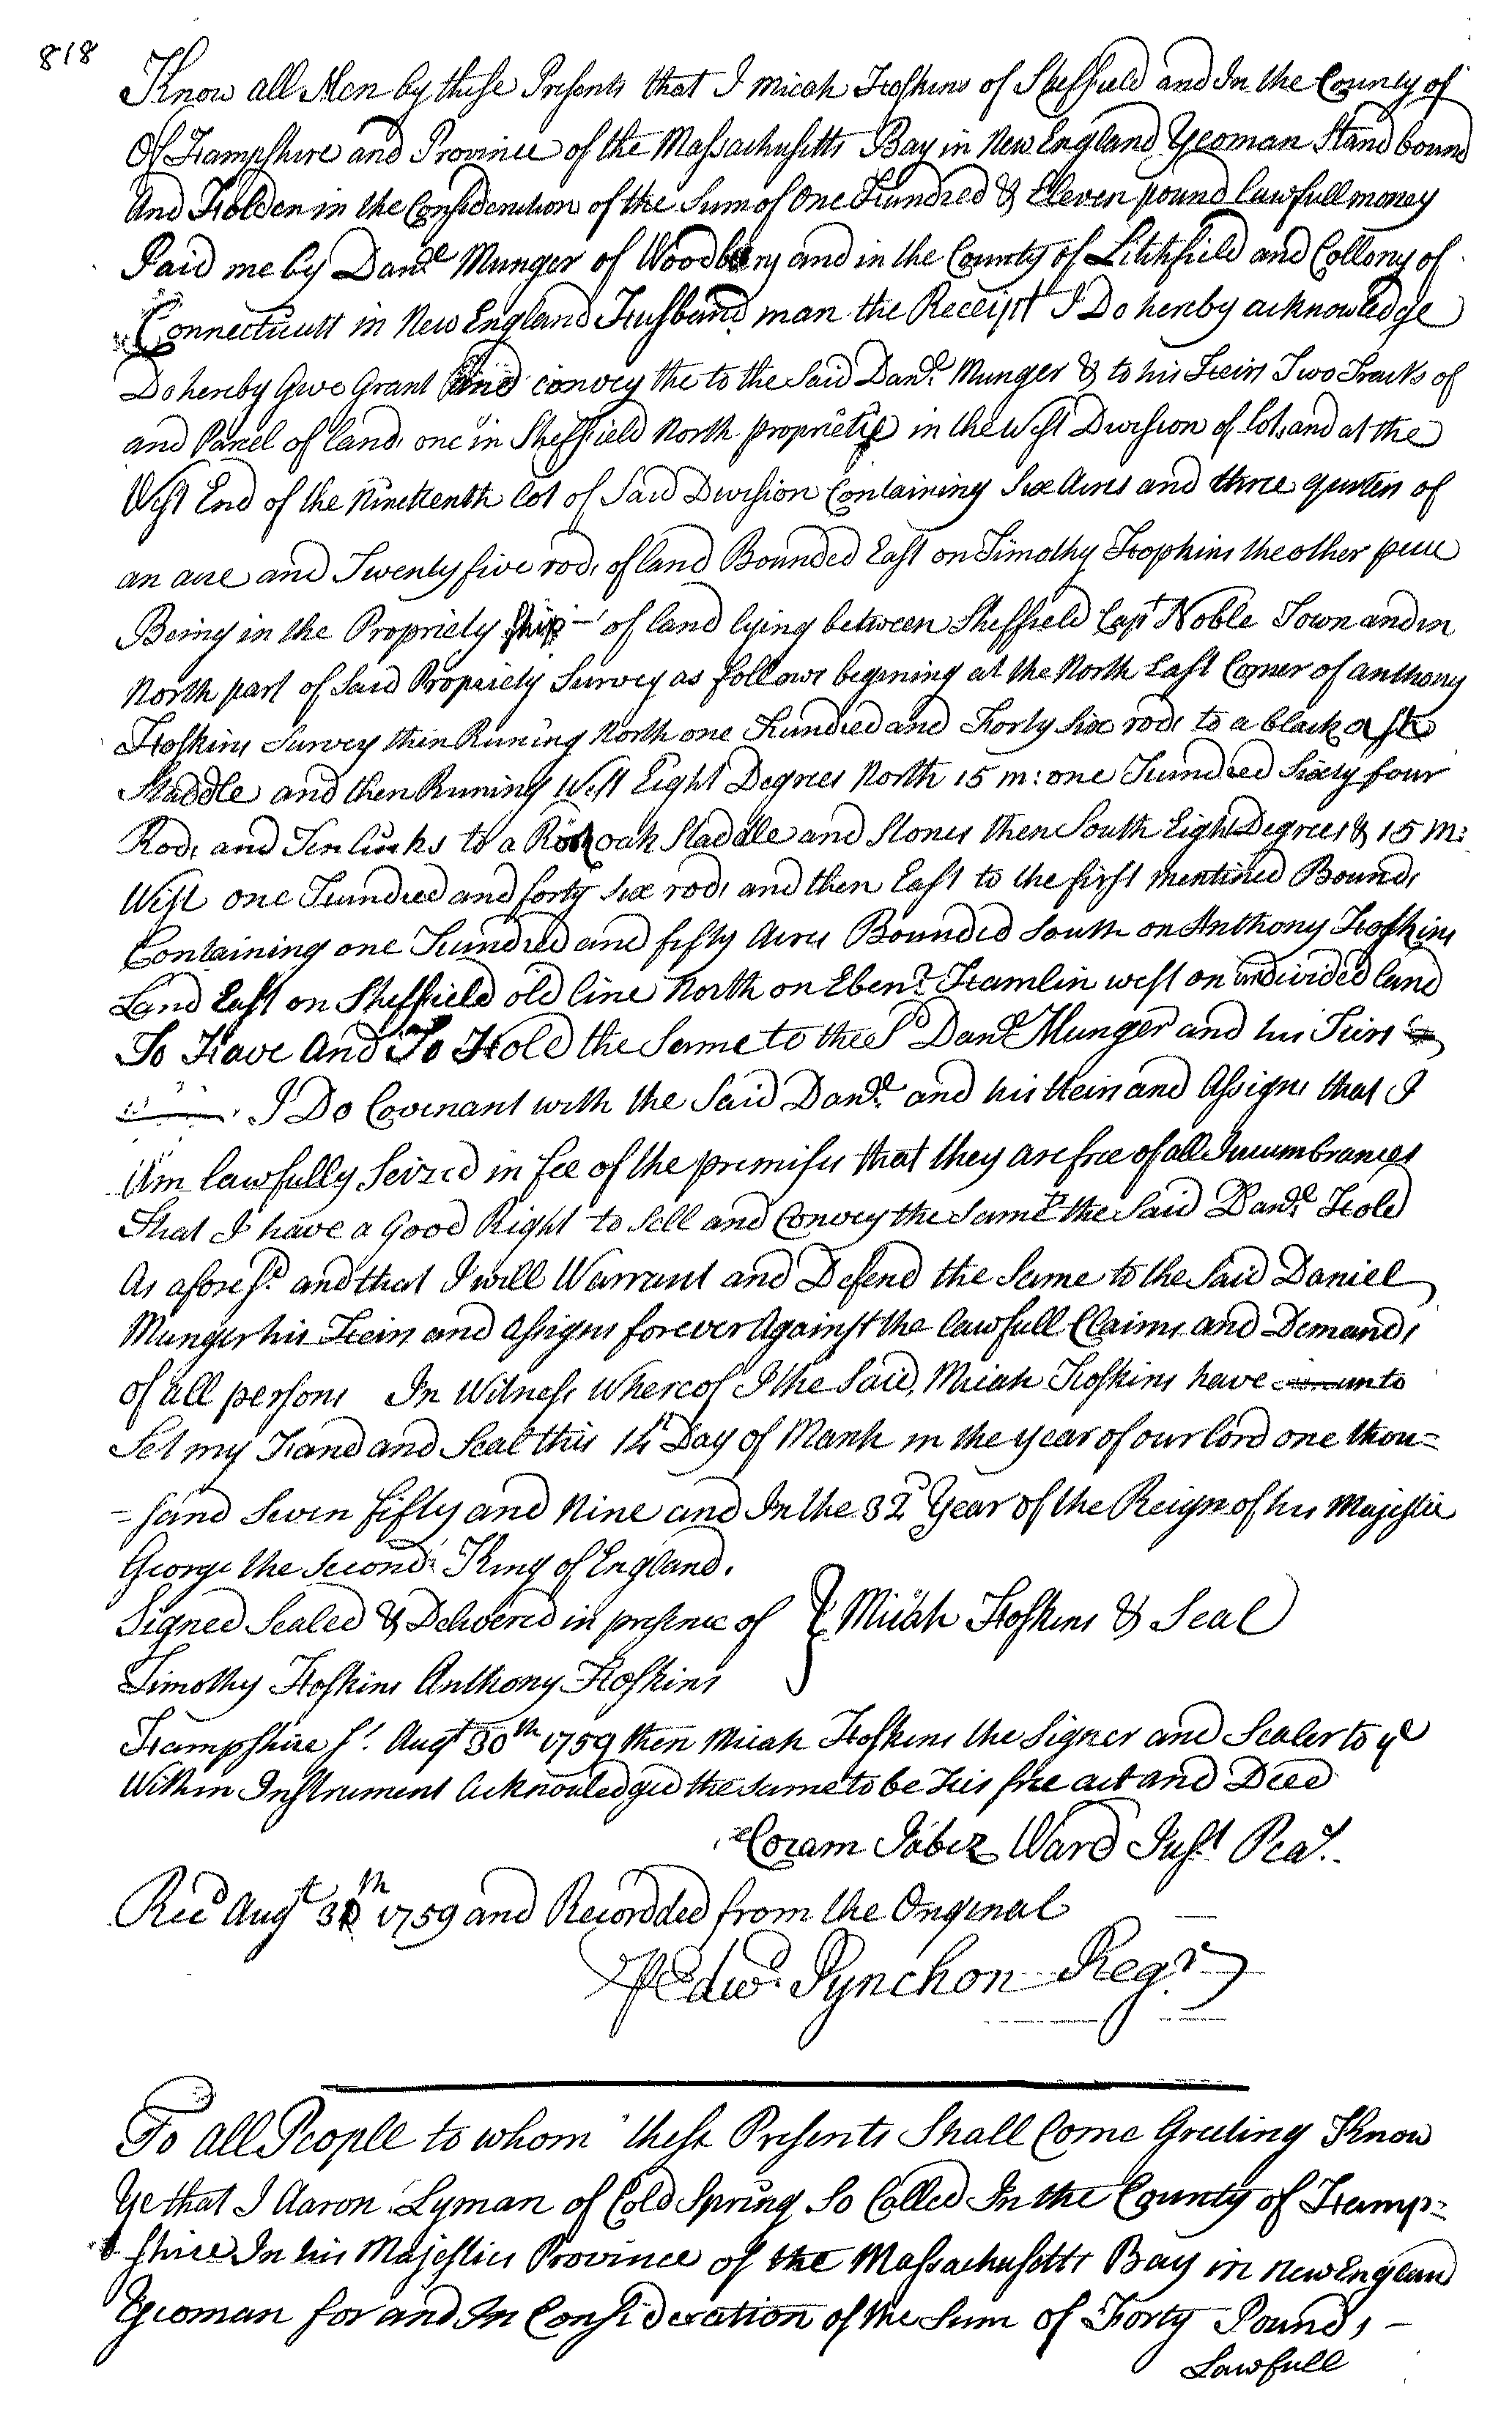 818
Know all Men by these Presents that I Micah Hoskins of Sheffield and In the County of
Of Hampshire and Province of the Massachusetts Bay in New England Yeoman Stand bound
And Holden in the Consideration of the Sum of One Hundred & Eleven pound Lawfull money
Paid me by Danel Munger of Woodbury and in the County of Litchfield and Collony of
Connecticutt in New England Husband man the Receipt I Do hereby acknowledge
Do hereby Give Grant and convey the to the Said Danel Munger & to his Heirs Two Tracts of
and Parcel of land, one in Sheffield North propriety in the West Division of lots and at the
West End of the Nineteenth lot of Said Division Containing Six Acres and three quarters of
an acre and Twenty five rods of land Bounded East on Timothy Hopkins the other peice
Being in the Propriety ship - of land lying between Sheffield Capt Noble Town and in
North part of Said Propriety Survey as follows begining at the North East Corner of anthony
Hoskins Survey then Runing North one Hundred and Forty Six rods to a black ash
Staddle and then Runing West Eight Degrees North 15 m: one Hundred Sixty four
Rods and Ten links to a oak Staddle and Stones then South Eight Degrees & 15 M:
West one Hundred and forty Six rods and then East to the first mentined Bounds
Containing one Hundred and fifty Acres Bounded South on Anthony Hoskins
Land East on Sheffield old line North on Ebenr Hamlin west on undivided land
To Have And To Hold the Same to the Sd Danel Munger and his Heirs
I Do Covenant with the Said Danel and his Heirs and Assigns that I
Am lawfully Seized in fee of the premises that they are free of all Incumbrances
That I have a Good Right to Sell and Convey the Same to the Said Danel Hold
As aforesd and that I will Warrant and Defend the Same to the Said Daniel
Munger his Heirs and Assigns forever Against the lawfull Claims and Demands
of all persons In Witness Whereof I the Said Micah Hoskins have unto
Set my Hand and Seal this 14 Day of March in the year of our lord one thou=
=sand Seven fifty and Nine and In the 32d Year of the Reign of his Majestie
George the Second King of England.
Signed Sealed & Delivered in presence of } Micah Hoskins & Seal
Timothy Hoskins Anthony Hoskins
Hampshire Ss. Augt 30th 1759 then Micah Hoskins the Signer and Sealer to ye
Within Instrument Acknowledged the same to be His free act and Deed
Coram Jabez Ward Just Peas.
Recd Augt 30th 1759 and Recordded from the Original
P Edwd Pynchon Regr
To All People to whom these Presents Shall Come Greeting Know
Ye that I Aaron Lyman of Cold Spring So Called In the County of Hamp=
shire In his Majesties Province of the Massachusetts Bay in New England
Yeoman for and In Consideration of the Sum of Forty Pounds -
Lawfull